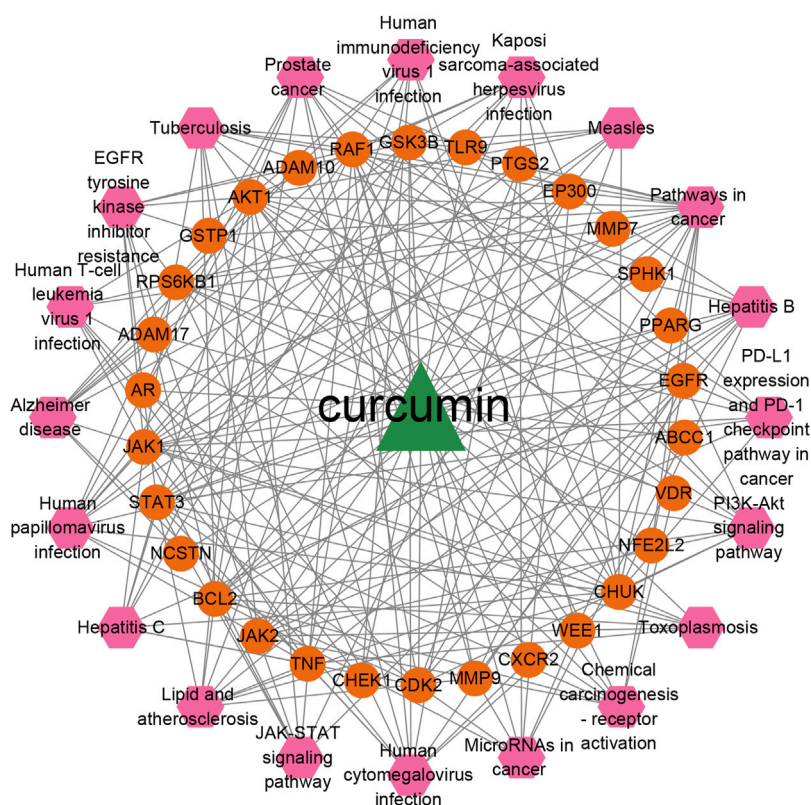 Human
immunodeficiency
virus 1
infection
Kaposi
sarcoma-associated
herpesvirus
infection
Prostate
cancer
Measles
Tuberculosis
EGFR
tyrosine
kinase
inhibitor
resistance
Pathways in
cancer
Human T-cell
leukemia
virus 1
infection
Hepatitis B
Alzheimer
disease
PD-L1
expression
and PD-1
checkpoint
pathway in
cancer
Human
papillomavirus
infection
PI3K-Akt
signaling
pathway
Hepatitis C
Toxoplasmosis
Lipid and
atherosclerosis
Chemical
carcinogenesis
- receptor
activation
JAK-STAT
signaling
pathway
Human
cytomegalovirus
infection
MicroRNAs in
cancer
GSK3B
TLR9
PTGS2
EP300
MMP7
SPHK1
PPARG
EGFR
ABCC1
VDR
NFE2L2
CHUK
WEE1
CXCR2
MMP9
CDK2
CHEK1
TNF
JAK2
BCL2
NCSTN
STAT3
JAK1
AR
ADAM17
RPS6KB1
GSTP1
AKT1
ADAM10
RAF1
curcumin